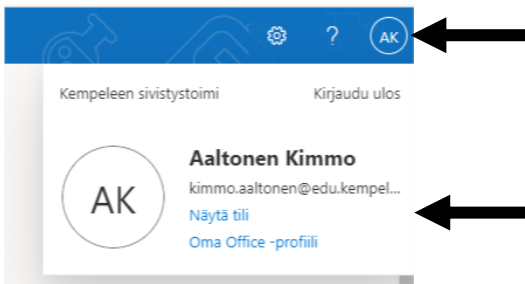 ? AK
Kempeleen sivistystoimi Kirjaudu ulos
Aaltonen Kimmo
AK kimmo.aaltonen@edu.kempel...
Näytä tili
Oma Office -profiili